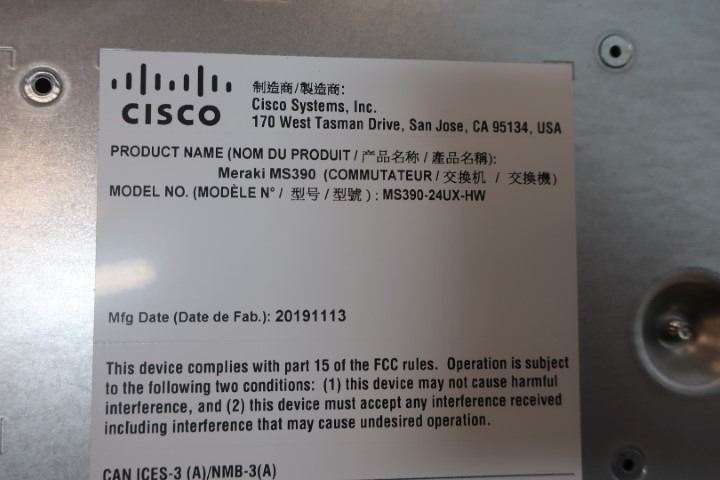 CISCO
制造商/製造商:
Cisco Systems, Inc.
170 West Tasman Drive, San Jose, CA 95134, USA
PRODUCT NAME (NOM DU PRODUIT / 产品名称 / 產品名稱):
Meraki MS390 (COMMUTATEUR / 交换机 / 交換機)
MODEL NO. (MODÈLE N° / 型号 / 型號 ): MS390-24UX-HW
Mfg Date (Date de Fab.): 20191113
This device complies with part 15 of the FCC rules. Operation is subject
to the following two conditions: (1) this device may not cause harmful
interference, and (2) this device must accept any interference received
including interference that may cause undesired operation.
CAN ICES-3 (A)/NMB-3(A)